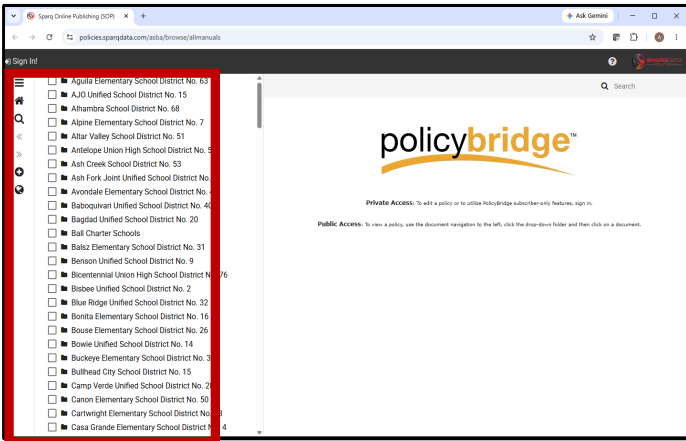 Sparq Online Publishing (SOP)
Ask Gemini
policies.sparqdata.com/asba/browse/allmanuals
A
Sign In!
SPARQDATA
Search
Aguila Elementary School District No. 63
AJO Unified School District No. 15
Alhambra School District No. 68
Alpine Elementary School District No. 7
Altar Valley School District No. 51
Antelope Union High School District No. 5
Ash Creek School District No. 53
Ash Fork Joint Unified School District No.
Avondale Elementary School District No.
Baboquivari Unified School District No. 40
Bagdad Unified School District No. 20
Ball Charter Schools
Balsz Elementary School District No. 31
Benson Unified School District No. 9
Bicentennial Union High School District N 76
Bisbee Unified School District No. 2
Blue Ridge Unified School District No. 32
Bonita Elementary School District No. 16
Bouse Elementary School District No. 26
Bowie Unified School District No. 14
Buckeye Elementary School District No. 3
Bullhead City School District No. 15
Camp Verde Unified School District No. 2
Canon Elementary School District No. 50
Cartwright Elementary School District No. 3
Casa Grande Elementary School District N 4
policybridge™
Private Access: To edit a policy or to utilize PolicyBridge subscriber-only features, sign in.
Public Access: To view a policy, use the document navigation to the left, click the drop-down folder and then click on a document.